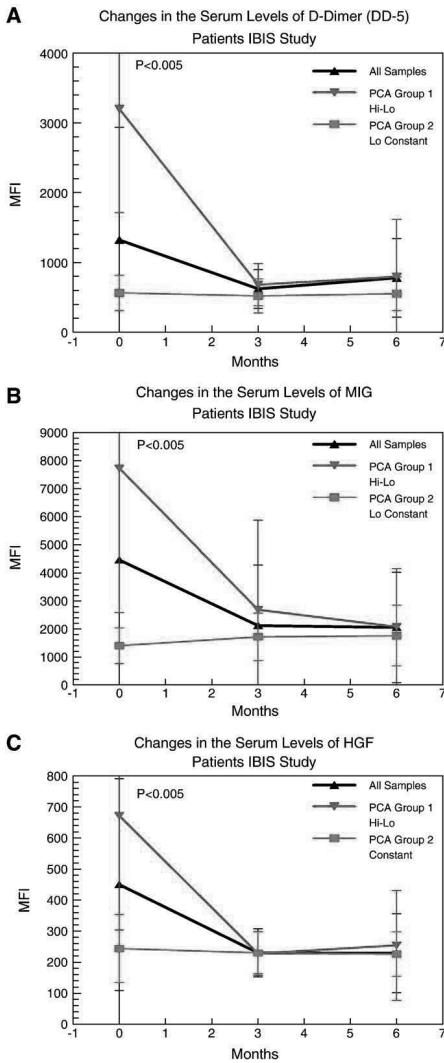 A
Changes in the Serum Levels of D-Dimer (DD-5)
Patients IBIS Study
P<0.005
All Samples
PCA Group 1
Hi-Lo
PCA Group 2
Lo Constant
MFI
4000
3000
2000
1000
0
-1 0 1 2 3 4 5 6 7
Months
B
Changes in the Serum Levels of MIG
Patients IBIS Study
P<0.005
All Samples
PCA Group 1
Hi-Lo
PCA Group 2
Lo Constant
MFI
9000
8000
7000
6000
5000
4000
3000
2000
1000
0
-1 0 1 2 3 4 5 6 7
Months
C
Changes in the Serum Levels of HGF
Patients IBIS Study
P<0.005
All Samples
PCA Group 1
Hi-Lo
PCA Group 2
Constant
MFI
800
700
600
500
400
300
200
100
0
-1 0 1 2 3 4 5 6 7
Months